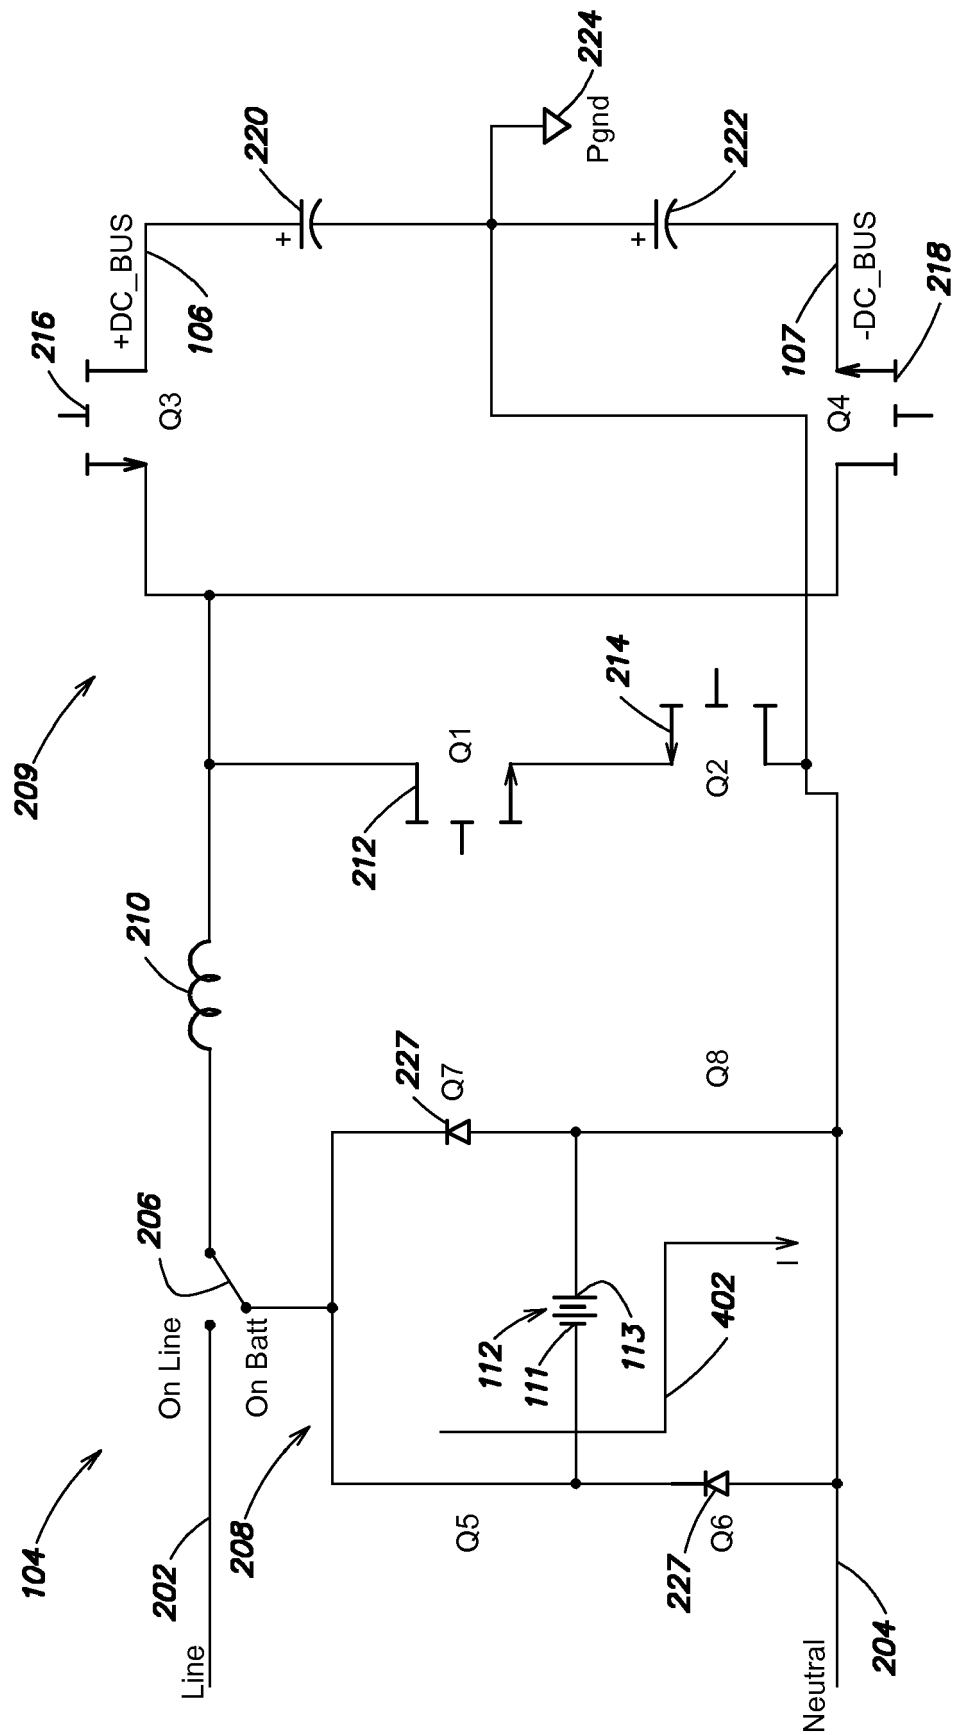 104
202
Line
On Line
206
On Batt
208
210
209
216
+DC_BUS
106
Q3
220
+
224
Pgnd
222
+
107
-DC_BUS
218
Q4
212
Q1
214
Q2
227
Q7
Q8
112
111
113
402
I
Q5
Q6
227
204
Neutral